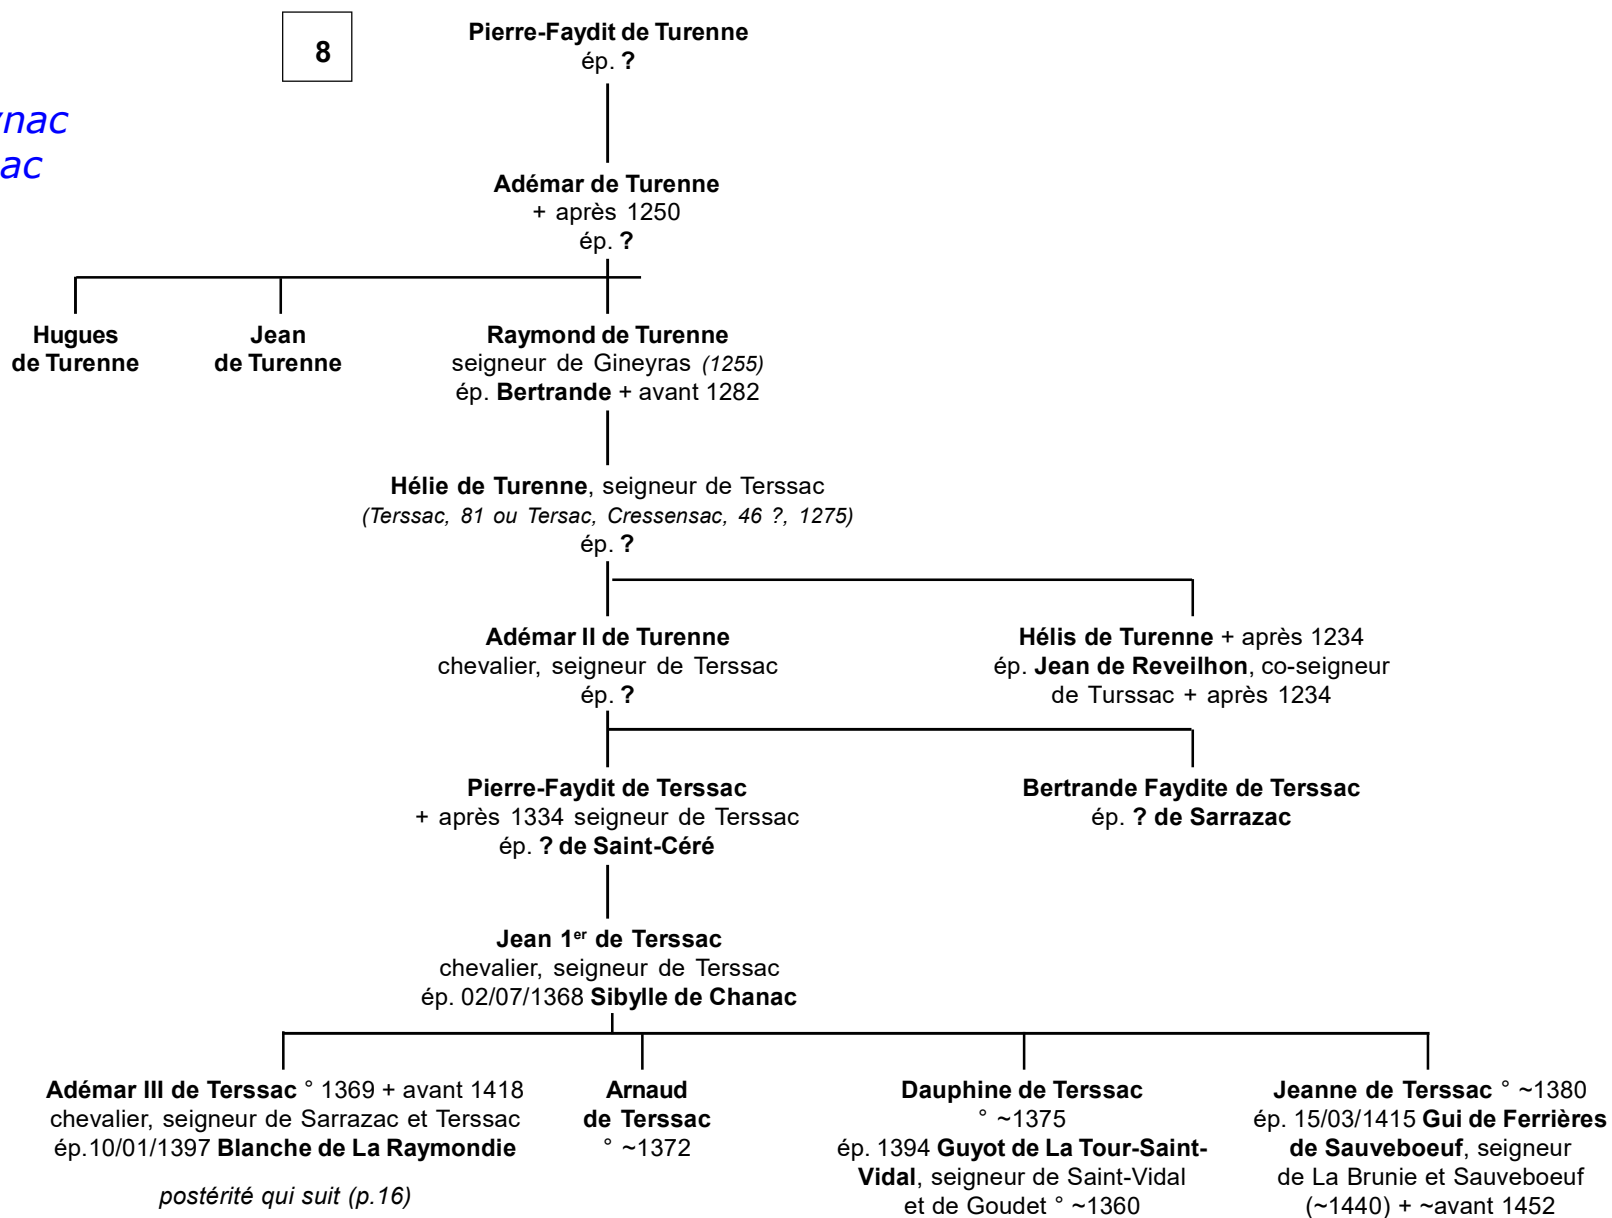 8
Pierre-Faydit de Turenne
ép. ?
nac
ac
Adémar de Turenne
+ après 1250
ép. ?
Hugues
de Turenne
Jean
de Turenne
Raymond de Turenne
seigneur de Gineyras (1255)
ép. Bertrande + avant 1282
Hélie de Turenne, seigneur de Terssac
(Terssac, 81 ou Tersac, Cressensac, 46 ?, 1275)
ép. ?
Adémar II de Turenne
chevalier, seigneur de Terssac
ép. ?
Hélis de Turenne + après 1234
ép. Jean de Reveilhon, co-seigneur
de Turssac + après 1234
Pierre-Faydit de Terssac
+ après 1334 seigneur de Terssac
ép. ? de Saint-Céré
Bertrande Faydite de Terssac
ép. ? de Sarrazac
Jean 1er de Terssac
chevalier, seigneur de Terssac
ép. 02/07/1368 Sibylle de Chanac
Adémar III de Terssac ° 1369 + avant 1418
chevalier, seigneur de Sarrazac et Terssac
ép.10/01/1397 Blanche de La Raymondie
postérité qui suit (p.16)
Arnaud
de Terssac
° ~1372
Dauphine de Terssac
° ~1375
ép. 1394 Guyot de La Tour-Saint-
Vidal, seigneur de Saint-Vidal
et de Goudet ° ~1360
Jeanne de Terssac ° ~1380
ép. 15/03/1415 Gui de Ferrières
de Sauveboeuf, seigneur
de La Brunie et Sauveboeuf
(~1440) + ~avant 1452